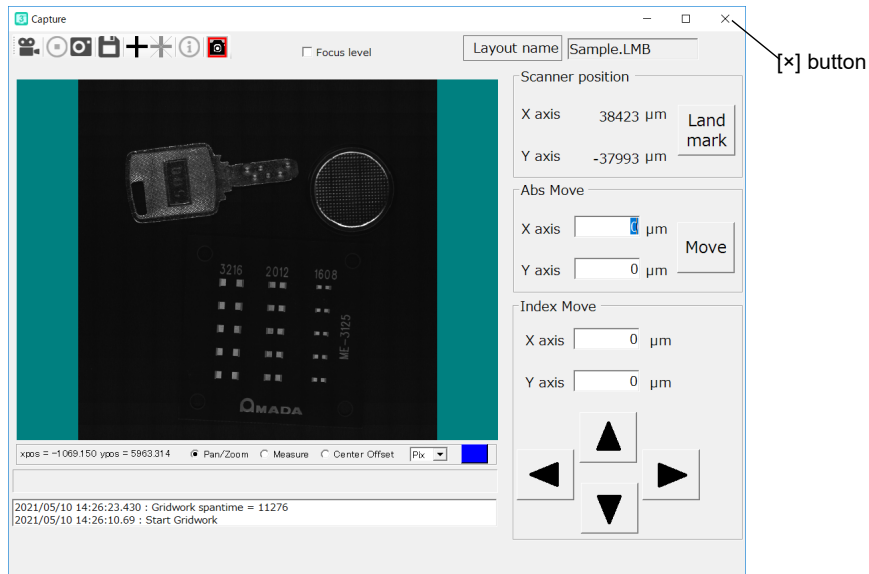 Capture
[×] button
Focus level
Layout name Sample.LMB
Scanner position
X axis 38423 µm
Land mark
Y axis -37993 µm
Abs Move
X axis 0 µm
Move
Y axis 0 µm
3216 2012 1608
ME-3125
AMADA
Index Move
X axis 0 µm
Y axis 0 µm
xpos = -1069.150 ypos = 5963.314 Pan/Zoom Measure Center Offset Pix
2021/05/10 14:26:23.430 : Gridwork spantime = 11276
2021/05/10 14:26:10.69 : Start Gridwork